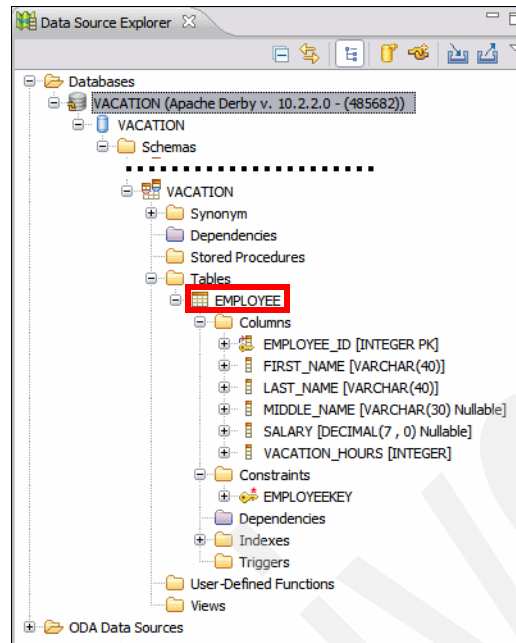 Data Source Explorer
Databases
VACATION (Apache Derby v. 10.2.2.0 - (485682))
VACATION
Schemas
VACATION
Synonym
Dependencies
Stored Procedures
Tables
EMPLOYEE
Columns
EMPLOYEE_ID [INTEGER PK]
FIRST_NAME [VARCHAR(40)]
LAST_NAME [VARCHAR(40)]
MIDDLE_NAME [VARCHAR(30) Nullable]
SALARY [DECIMAL(7 , 0) Nullable]
VACATION_HOURS [INTEGER]
Constraints
EMPLOYEEKEY
Dependencies
Indexes
Triggers
User-Defined Functions
Views
ODA Data Sources